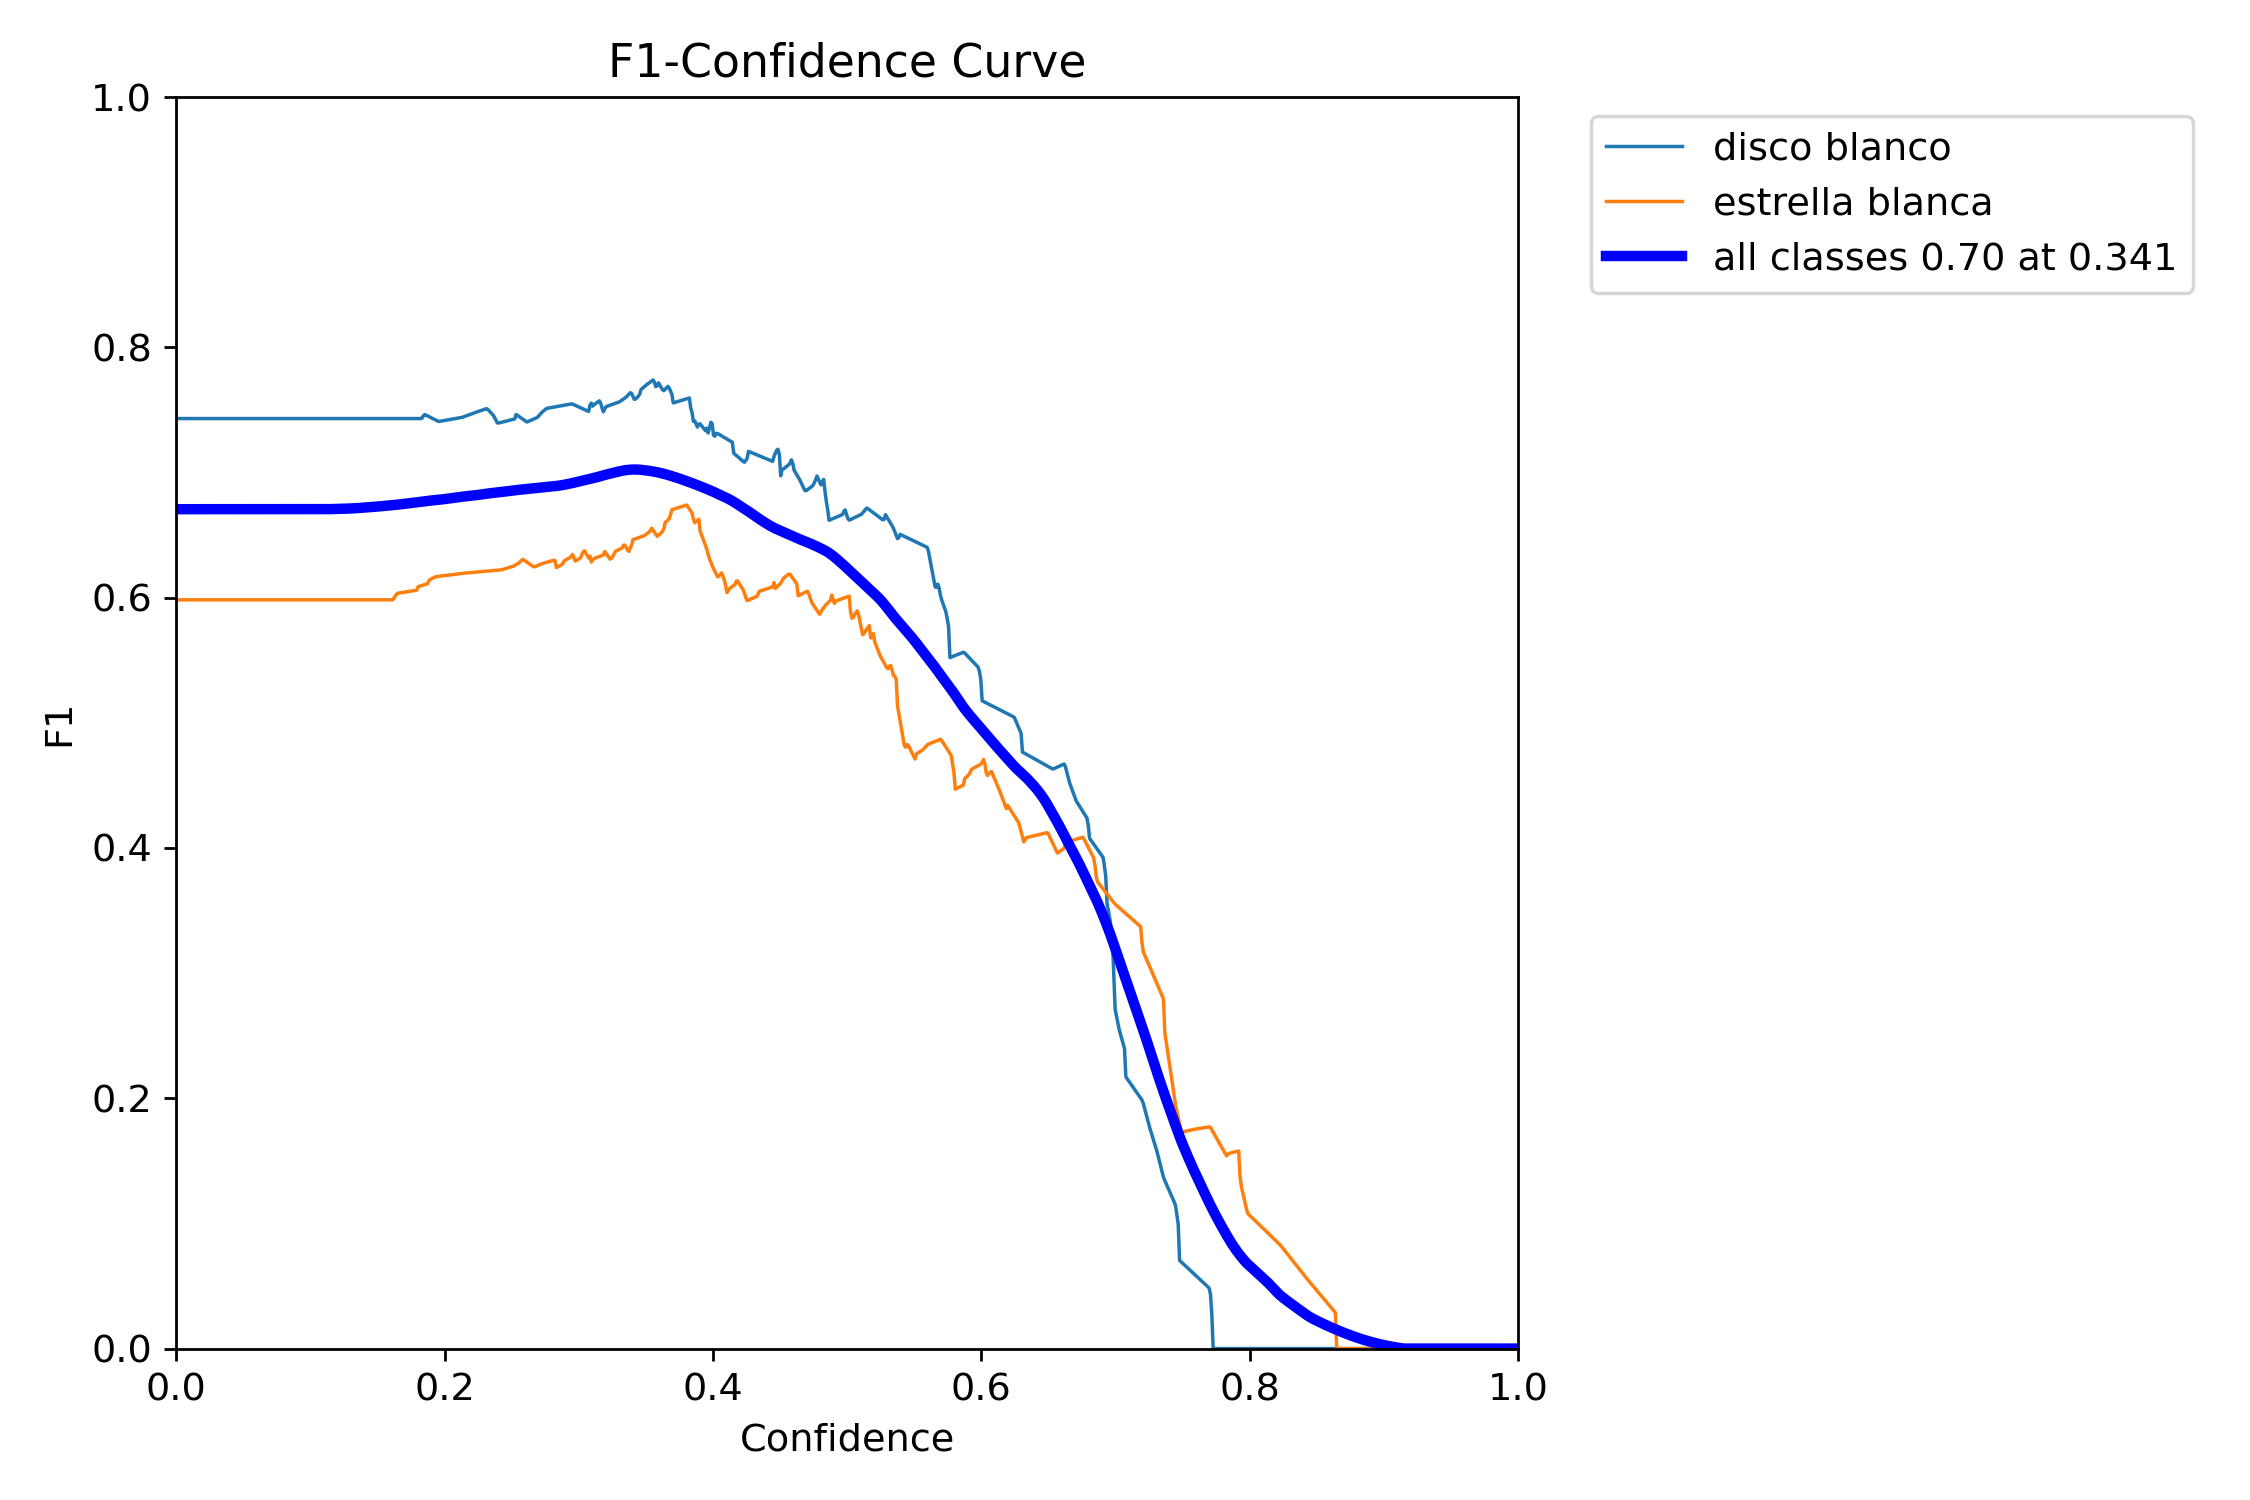 F1-Confidence Curve
1.0
0.8
0.6
0.4
0.2
0.0
F1
0.0 0.2 0.4 0.6 0.8 1.0
Confidence
disco blanco
estrella blanca
all classes 0.70 at 0.341